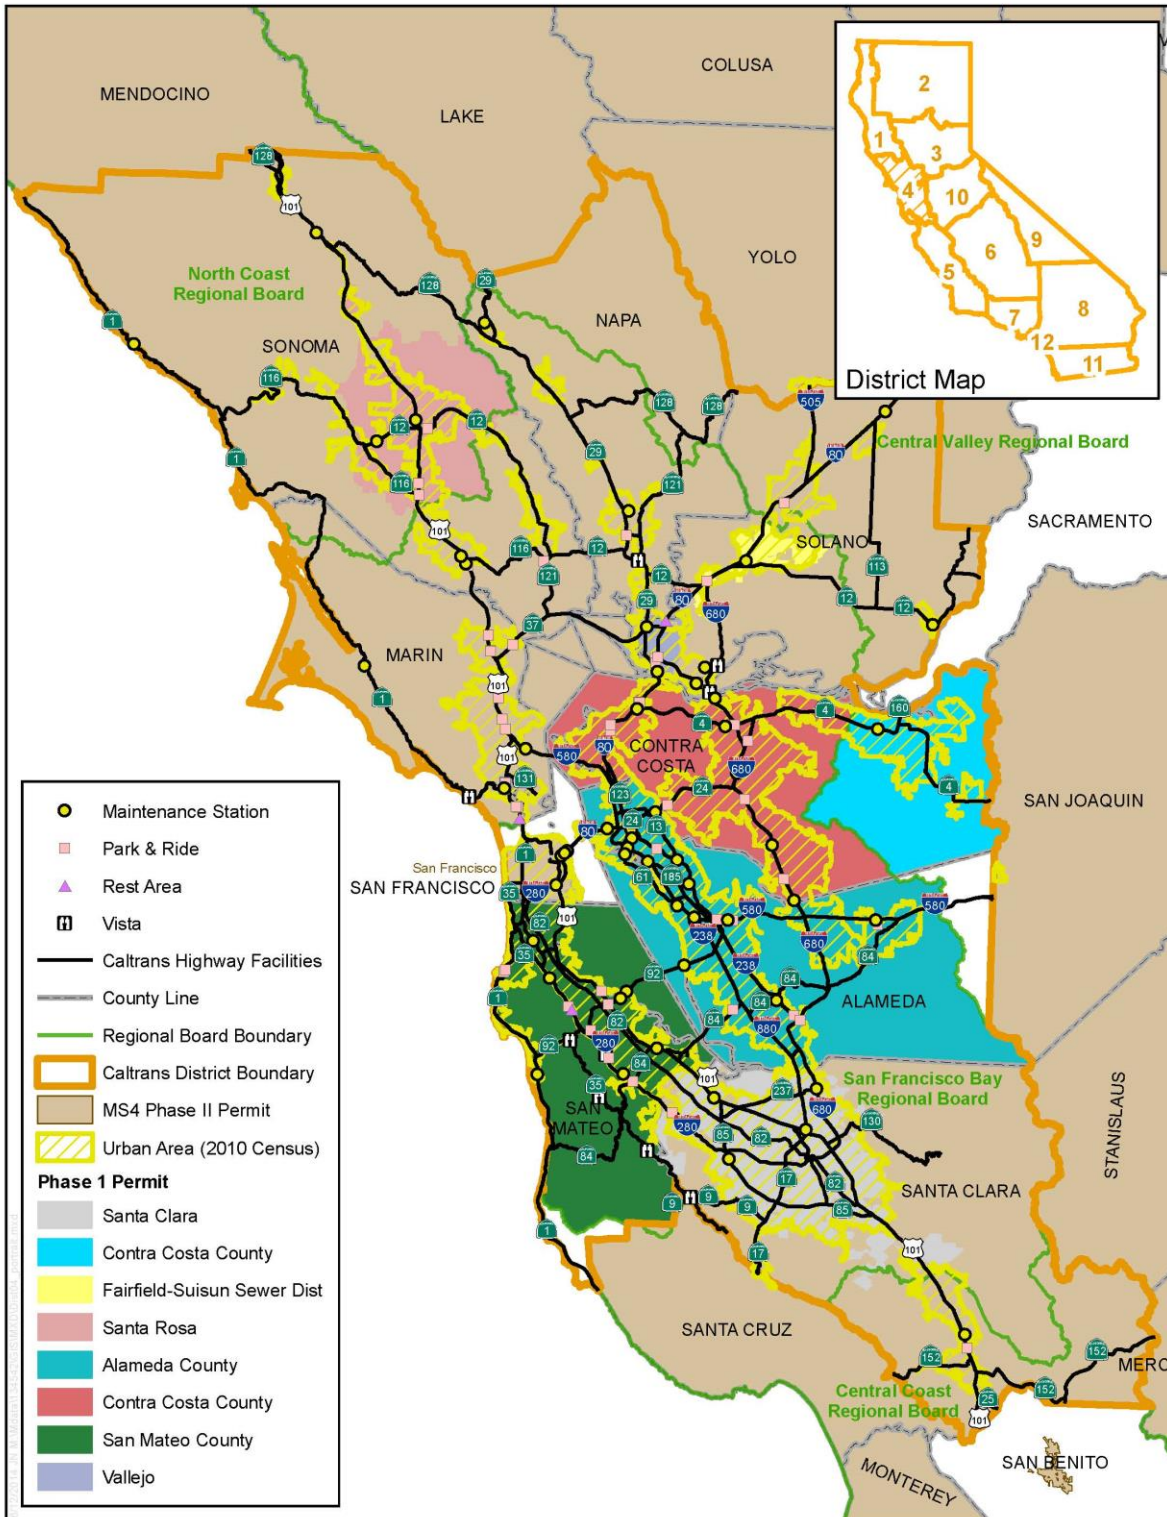 COLUSA
MENDOCINO
LAKE
2
1
3
4
10
6
9
5
8
7
12
11
District Map
128
101
YOLO
North Coast
Regional Board
128
29
NAPA
1
SONOMA
116
128
128
505
12
12
29
80
Central Valley Regional Board
1
116
121
101
SACRAMENTO
SOLANO
116
12
113
121
12
29
80
680
12
12
37
MARIN
101
1
4
4
160
101
580
80
CONTRA
COSTA
680
131
123
24
4
SAN JOAQUIN
80
24
13
San Francisco
SAN FRANCISCO
1
61
185
35
280
580
580
82
101
238
680
35
92
238
84
84
1
84
ALAMEDA
82
84
880
92
280
84
101
San Francisco Bay
Regional Board
35
237
680
SAN
MATEO
280
85
82
130
STANISLAUS
84
17
82
SANTA CLARA
9
9
9
85
1
17
101
SANTA CRUZ
152
152
MERC
Central Coast
Regional Board
25
152
101
SAN BENITO
MONTEREY
Maintenance Station
Park & Ride
Rest Area
Vista
Caltrans Highway Facilities
County Line
Regional Board Boundary
Caltrans District Boundary
MS4 Phase II Permit
Urban Area (2010 Census)
Phase 1 Permit
Santa Clara
Contra Costa County
Fairfield-Suisun Sewer Dist
Santa Rosa
Alameda County
Contra Costa County
San Mateo County
Vallejo